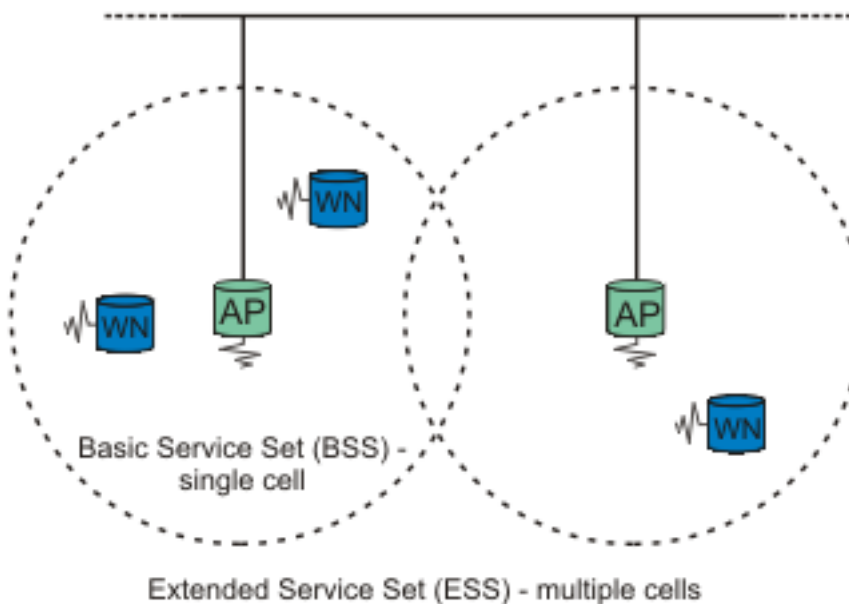 WN
WN
AP
AP
WN
Basic Service Set (BSS) -
single cell
Extended Service Set (ESS) - multiple cells